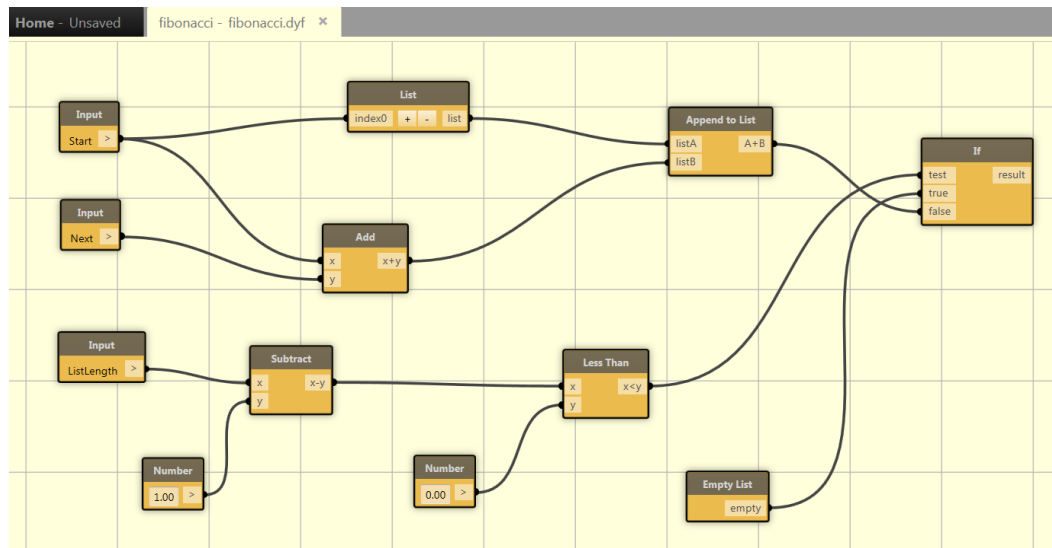 Home - Unsaved
fibonacci - fibonacci.dyf ×
List
index0 + - list
Input
Start >
Append to List
listA A+B
listB
If
test result
true
false
Input
Next >
Add
x x+y
y
Input
ListLength >
Subtract
x x-y
y
Less Than
x x<y
y
Number
1.00 >
Number
0.00 >
Empty List
empty